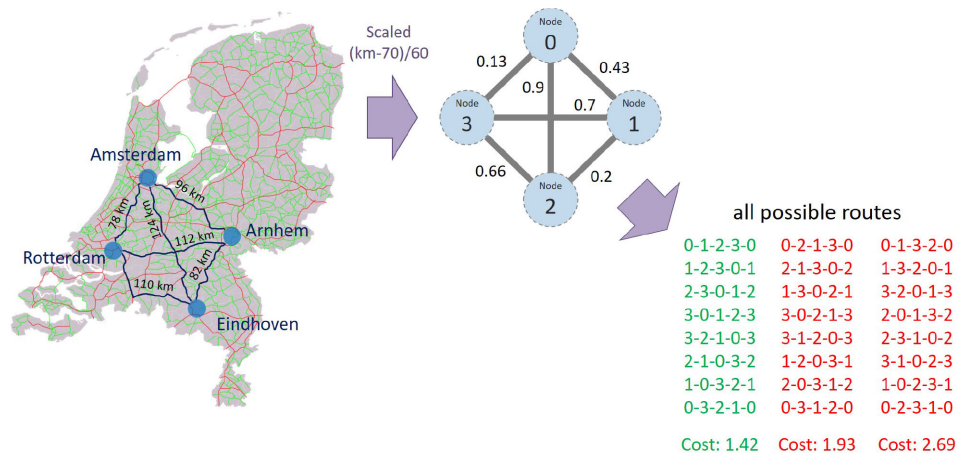 Amsterdam
96 km
78 km
124 km
112 km
Arnhem
Rotterdam
82 km
110 km
Eindhoven
Scaled
(km-70)/60
Node
0
0.13
0.43
0.9
0.7
Node
3
Node
1
0.66
0.2
Node
2
all possible routes
0-1-2-3-0 0-2-1-3-0 0-1-3-2-0
1-2-3-0-1 2-1-3-0-2 1-3-2-0-1
2-3-0-1-2 1-3-0-2-1 3-2-0-1-3
3-0-1-2-3 3-0-2-1-3 2-0-1-3-2
3-2-1-0-3 3-1-2-0-3 2-3-1-0-2
2-1-0-3-2 1-2-0-3-1 3-1-0-2-3
1-0-3-2-1 2-0-3-1-2 1-0-2-3-1
0-3-2-1-0 0-3-1-2-0 0-2-3-1-0
Cost: 1.42 Cost: 1.93 Cost: 2.69